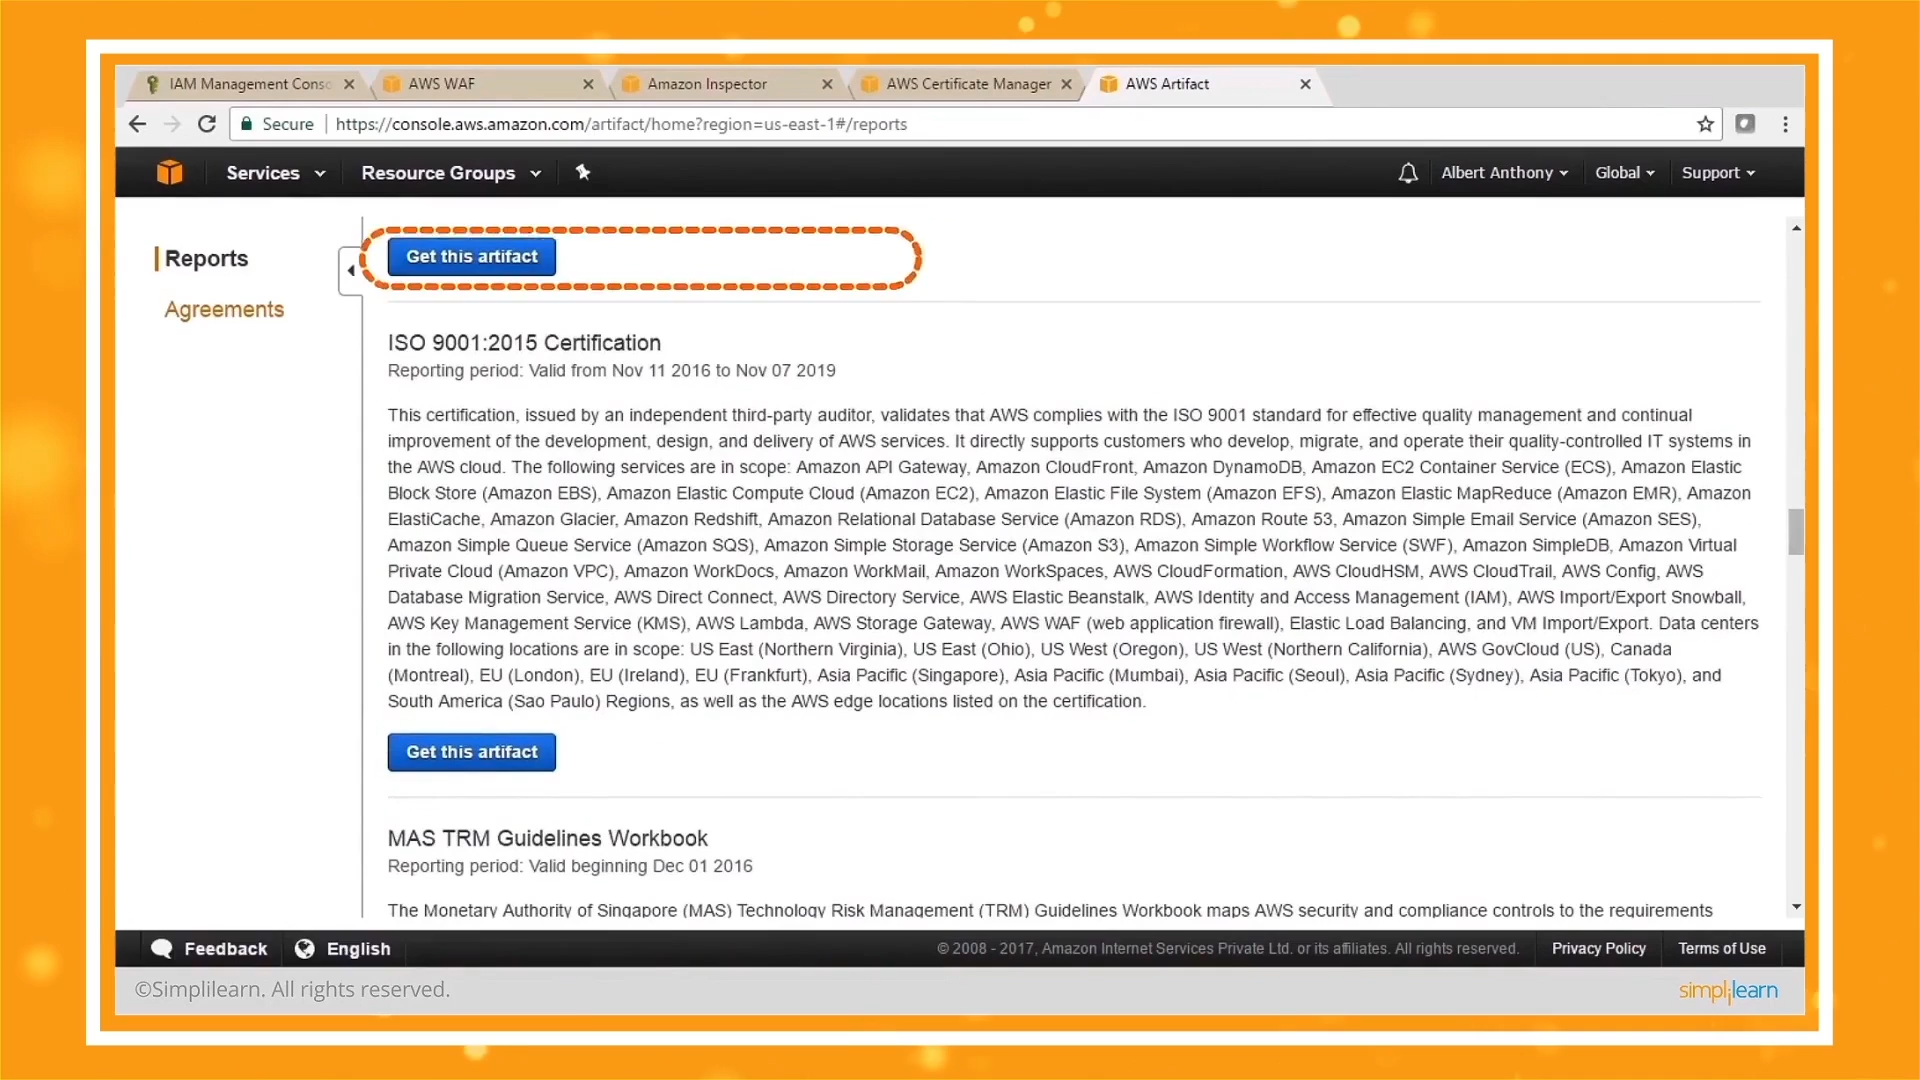 IAM Management Conso
AWS WAF
Amazon Inspector
AWS Certificate Manager
AWS Artifact
Secure
https://console.aws.amazon.com/artifact/home?region=us-east-1#/reports
Services
Resource Groups
Albert Anthony
Global
Support
Reports
Agreements
Get this artifact
ISO 9001:2015 Certification
Reporting period: Valid from Nov 11 2016 to Nov 07 2019
This certification, issued by an independent third-party auditor, validates that AWS complies with the ISO 9001 standard for effective quality management and continual
improvement of the development, design, and delivery of AWS services. It directly supports customers who develop, migrate, and operate their quality-controlled IT systems in
the AWS cloud. The following services are in scope: Amazon API Gateway, Amazon CloudFront, Amazon DynamoDB, Amazon EC2 Container Service (ECS), Amazon Elastic
Block Store (Amazon EBS), Amazon Elastic Compute Cloud (Amazon EC2), Amazon Elastic File System (Amazon EFS), Amazon Elastic MapReduce (Amazon EMR), Amazon
ElastiCache, Amazon Glacier, Amazon Redshift, Amazon Relational Database Service (Amazon RDS), Amazon Route 53, Amazon Simple Email Service (Amazon SES),
Amazon Simple Queue Service (Amazon SQS), Amazon Simple Storage Service (Amazon S3), Amazon Simple Workflow Service (SWF), Amazon SimpleDB, Amazon Virtual
Private Cloud (Amazon VPC), Amazon WorkDocs, Amazon WorkMail, Amazon WorkSpaces, AWS CloudFormation, AWS CloudHSM, AWS CloudTrail, AWS Config, AWS
Database Migration Service, AWS Direct Connect, AWS Directory Service, AWS Elastic Beanstalk, AWS Identity and Access Management (IAM), AWS Import/Export Snowball,
AWS Key Management Service (KMS), AWS Lambda, AWS Storage Gateway, AWS WAF (web application firewall), Elastic Load Balancing, and VM Import/Export. Data centers
in the following locations are in scope: US East (Northern Virginia), US East (Ohio), US West (Oregon), US West (Northern California), AWS GovCloud (US), Canada
(Montreal), EU (London), EU (Ireland), EU (Frankfurt), Asia Pacific (Singapore), Asia Pacific (Mumbai), Asia Pacific (Seoul), Asia Pacific (Sydney), Asia Pacific (Tokyo), and
South America (Sao Paulo) Regions, as well as the AWS edge locations listed on the certification.
Get this artifact
MAS TRM Guidelines Workbook
Reporting period: Valid beginning Dec 01 2016
The Monetary Authority of Singapore (MAS) Technology Risk Management (TRM) Guidelines Workbook maps AWS security and compliance controls to the requirements
Feedback
English
© 2008 - 2017, Amazon Internet Services Private Ltd. or its affiliates. All rights reserved.
Privacy Policy
Terms of Use
©Simplilearn. All rights reserved.
simplilearn